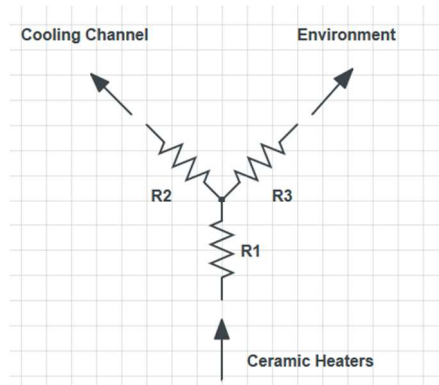 Cooling Channel
Environment
R2
R3
R1
Ceramic Heaters